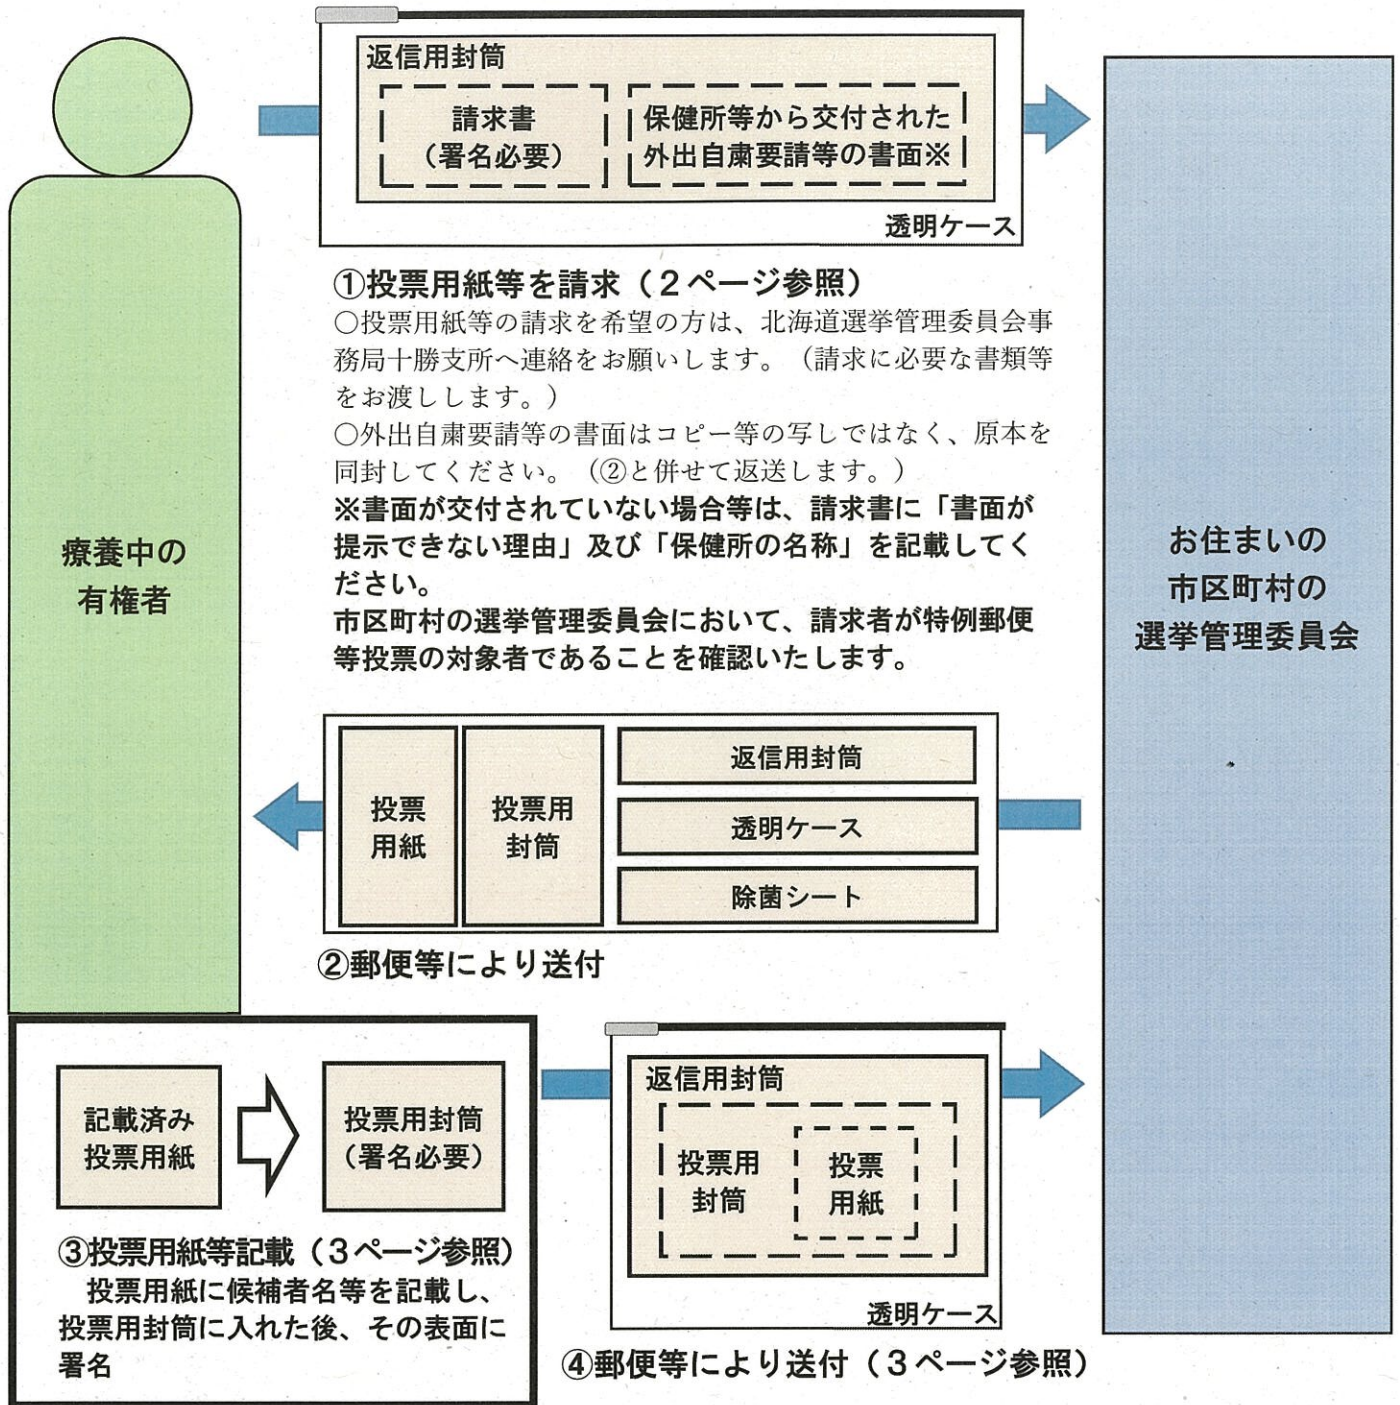 返信用封筒
請求書
（署名必要）
保健所等から交付された
外出自粛要請等の書面※
透明ケース
①投票用紙等を請求（２ページ参照）
○投票用紙等の請求を希望の方は、北海道選挙管理委員会事
務局十勝支所へ連絡をお願いします。（請求に必要な書類等
をお渡しします。）
○外出自粛要請等の書面はコピー等の写しではなく、原本を
同封してください。（②と併せて返送します。）
※書面が交付されていない場合等は、請求書に「書面が
提示できない理由」及び「保健所の名称」を記載してく
ださい。
市区町村の選挙管理委員会において、請求者が特例郵便
等投票の対象者であることを確認いたします。
療養中の
有権者
お住まいの
市区町村の
選挙管理委員会
投票
用紙
投票用
封筒
返信用封筒
透明ケース
除菌シート
②郵便等により送付
記載済み
投票用紙
投票用封筒
（署名必要）
③投票用紙等記載（３ページ参照）
投票用紙に候補者名等を記載し、
投票用封筒に入れた後、その表面に
署名
返信用封筒
投票用
封筒
投票
用紙
透明ケース
④郵便等により送付（３ページ参照）